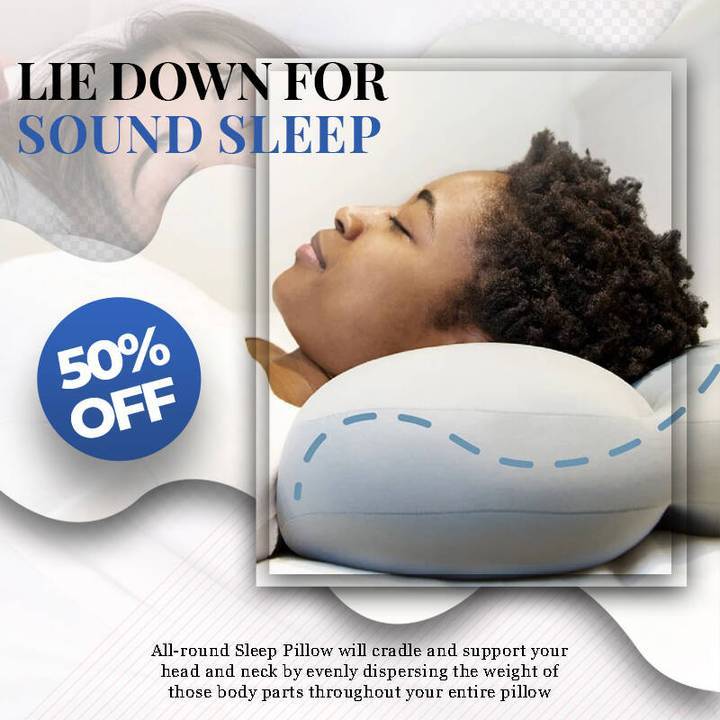 LIE DOWN FOR
SOUND SLEEP
50%
OFF
All-round Sleep Pillow will cradle and support your
head and neck by evenly dispersing the weight of
those body parts throughout your entire pillow